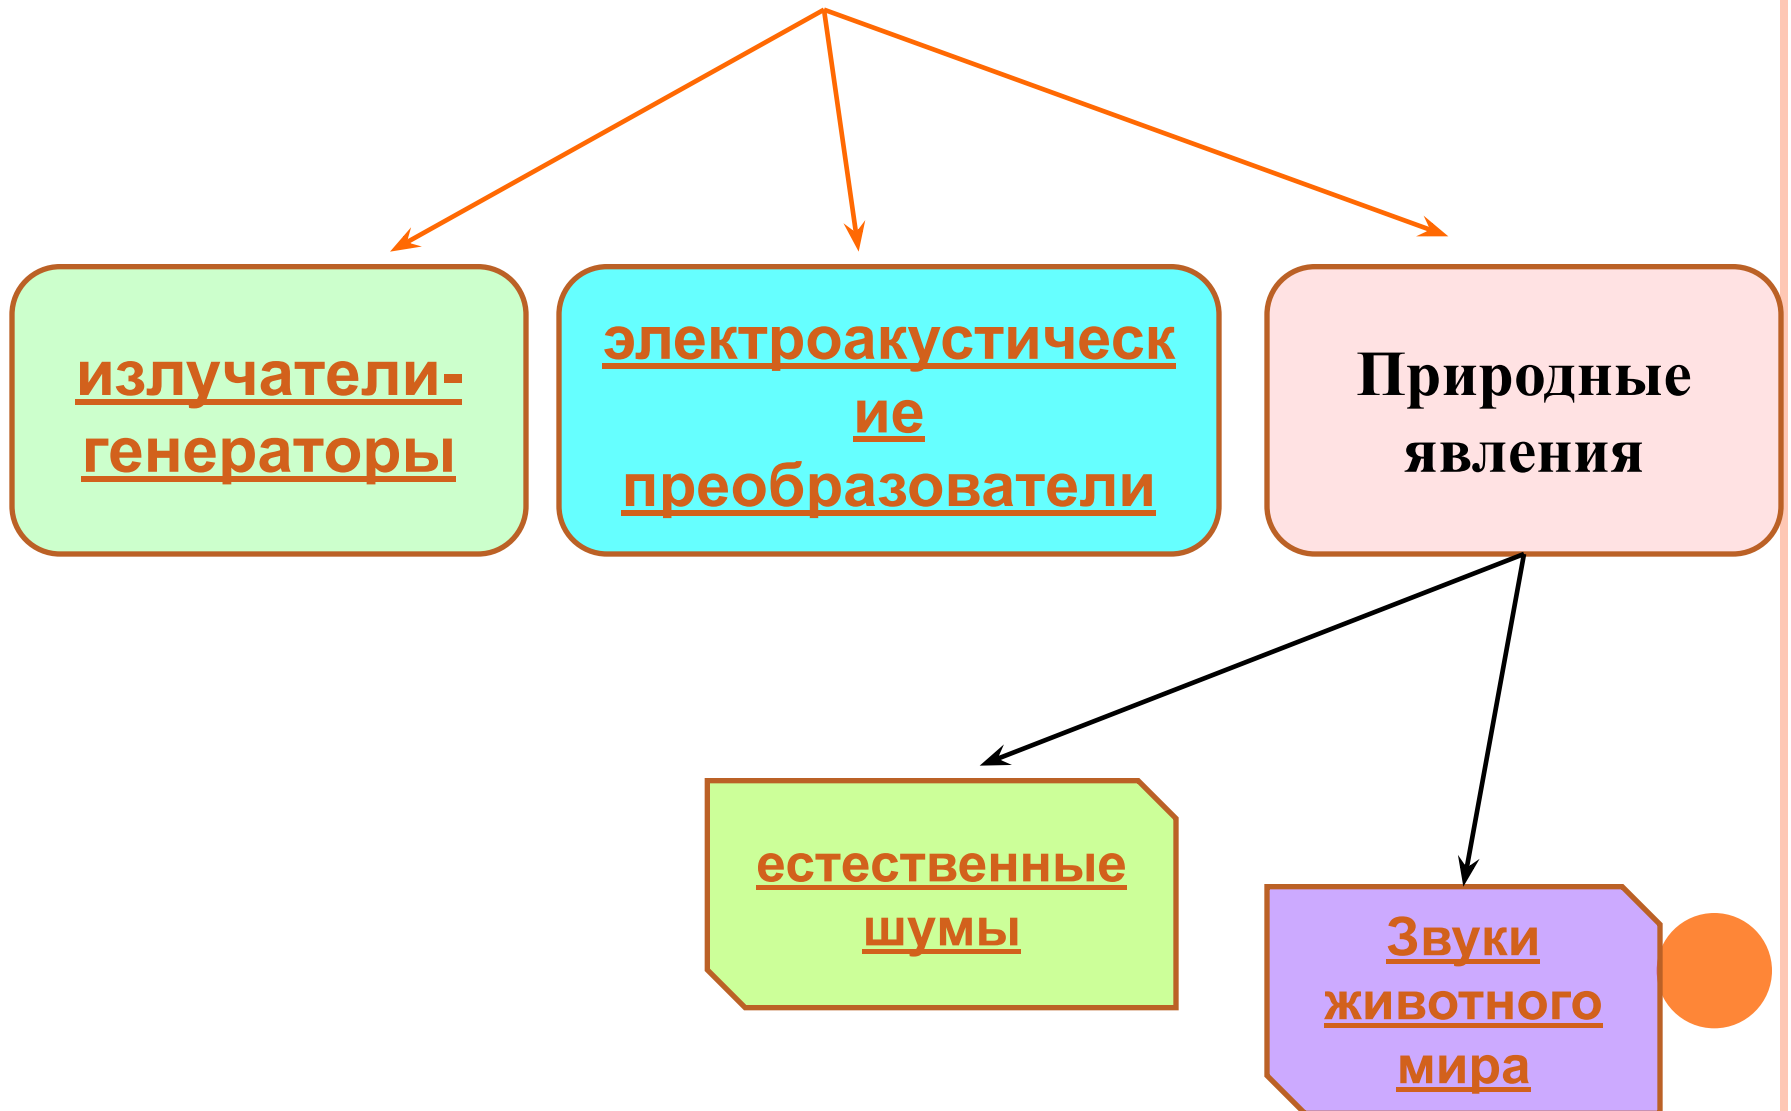 излучатели-
генераторы
электроакустическ
ие
преобразователи
Природные
явления
естественные
шумы
Звуки
животного
мира